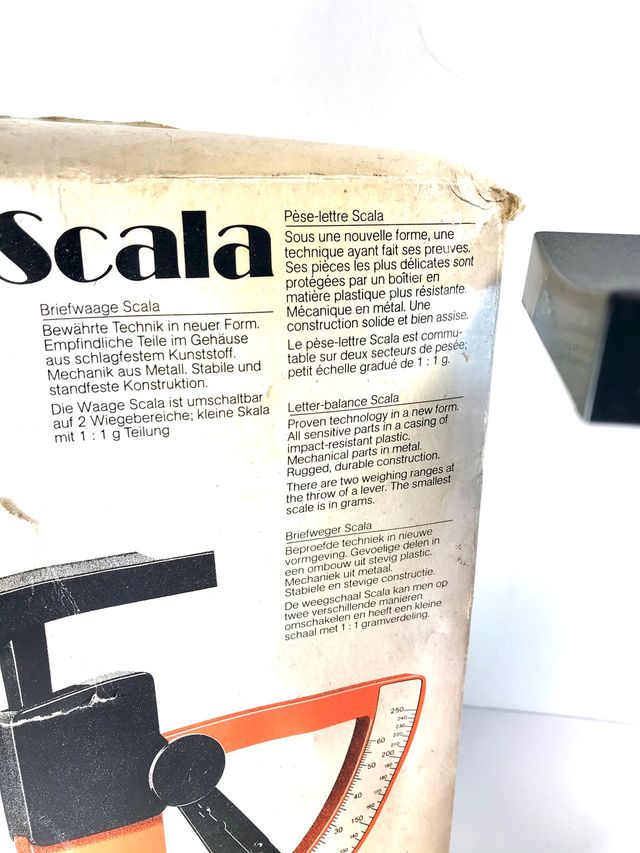 Scala
Briefwaage Scala
Bewährte Technik in neuer Form.
Empfindliche Teile im Gehäuse
aus schlagfestem Kunststoff.
Mechanik aus Metall. Stabile und
standfeste Konstruktion.
Die Waage Scala ist umschaltbar
auf 2 Wiegebereiche; kleine Skala
mit 1 : 1 g Teilung
Pèse-lettre Scala
Sous une nouvelle forme, une
technique ayant fait ses preuves.
Ses pièces les plus délicates sont
protégées par un boîtier en
matière plastique plus résistante.
Mécanique en métal. Une
construction solide et bien assise.
Le pèse-lettre Scala est commu-
table sur deux secteurs de pesée;
petit échelle gradué de 1 : 1 g.
Letter-balance Scala
Proven technology in a new form.
All sensitive parts in a casing of
impact-resistant plastic.
Mechanical parts in metal.
Rugged, durable construction.
There are two weighing ranges at
the throw of a lever. The smallest
scale is in grams.
Briefweger Scala
Beproefde techniek in nieuwe
vormgeving. Gevoelige delen in
een ombouw uit stevig plastic.
Mechaniek uit metaal.
Stabiele en stevige constructie.
De weegschaal Scala kan men op
twee verschillende manieren
omschakelen en heeft een kleine
schaal met 1 : 1 gramverdeling.
250
240
230
220
60
210
200
50
190
180
40
170
160
150
30